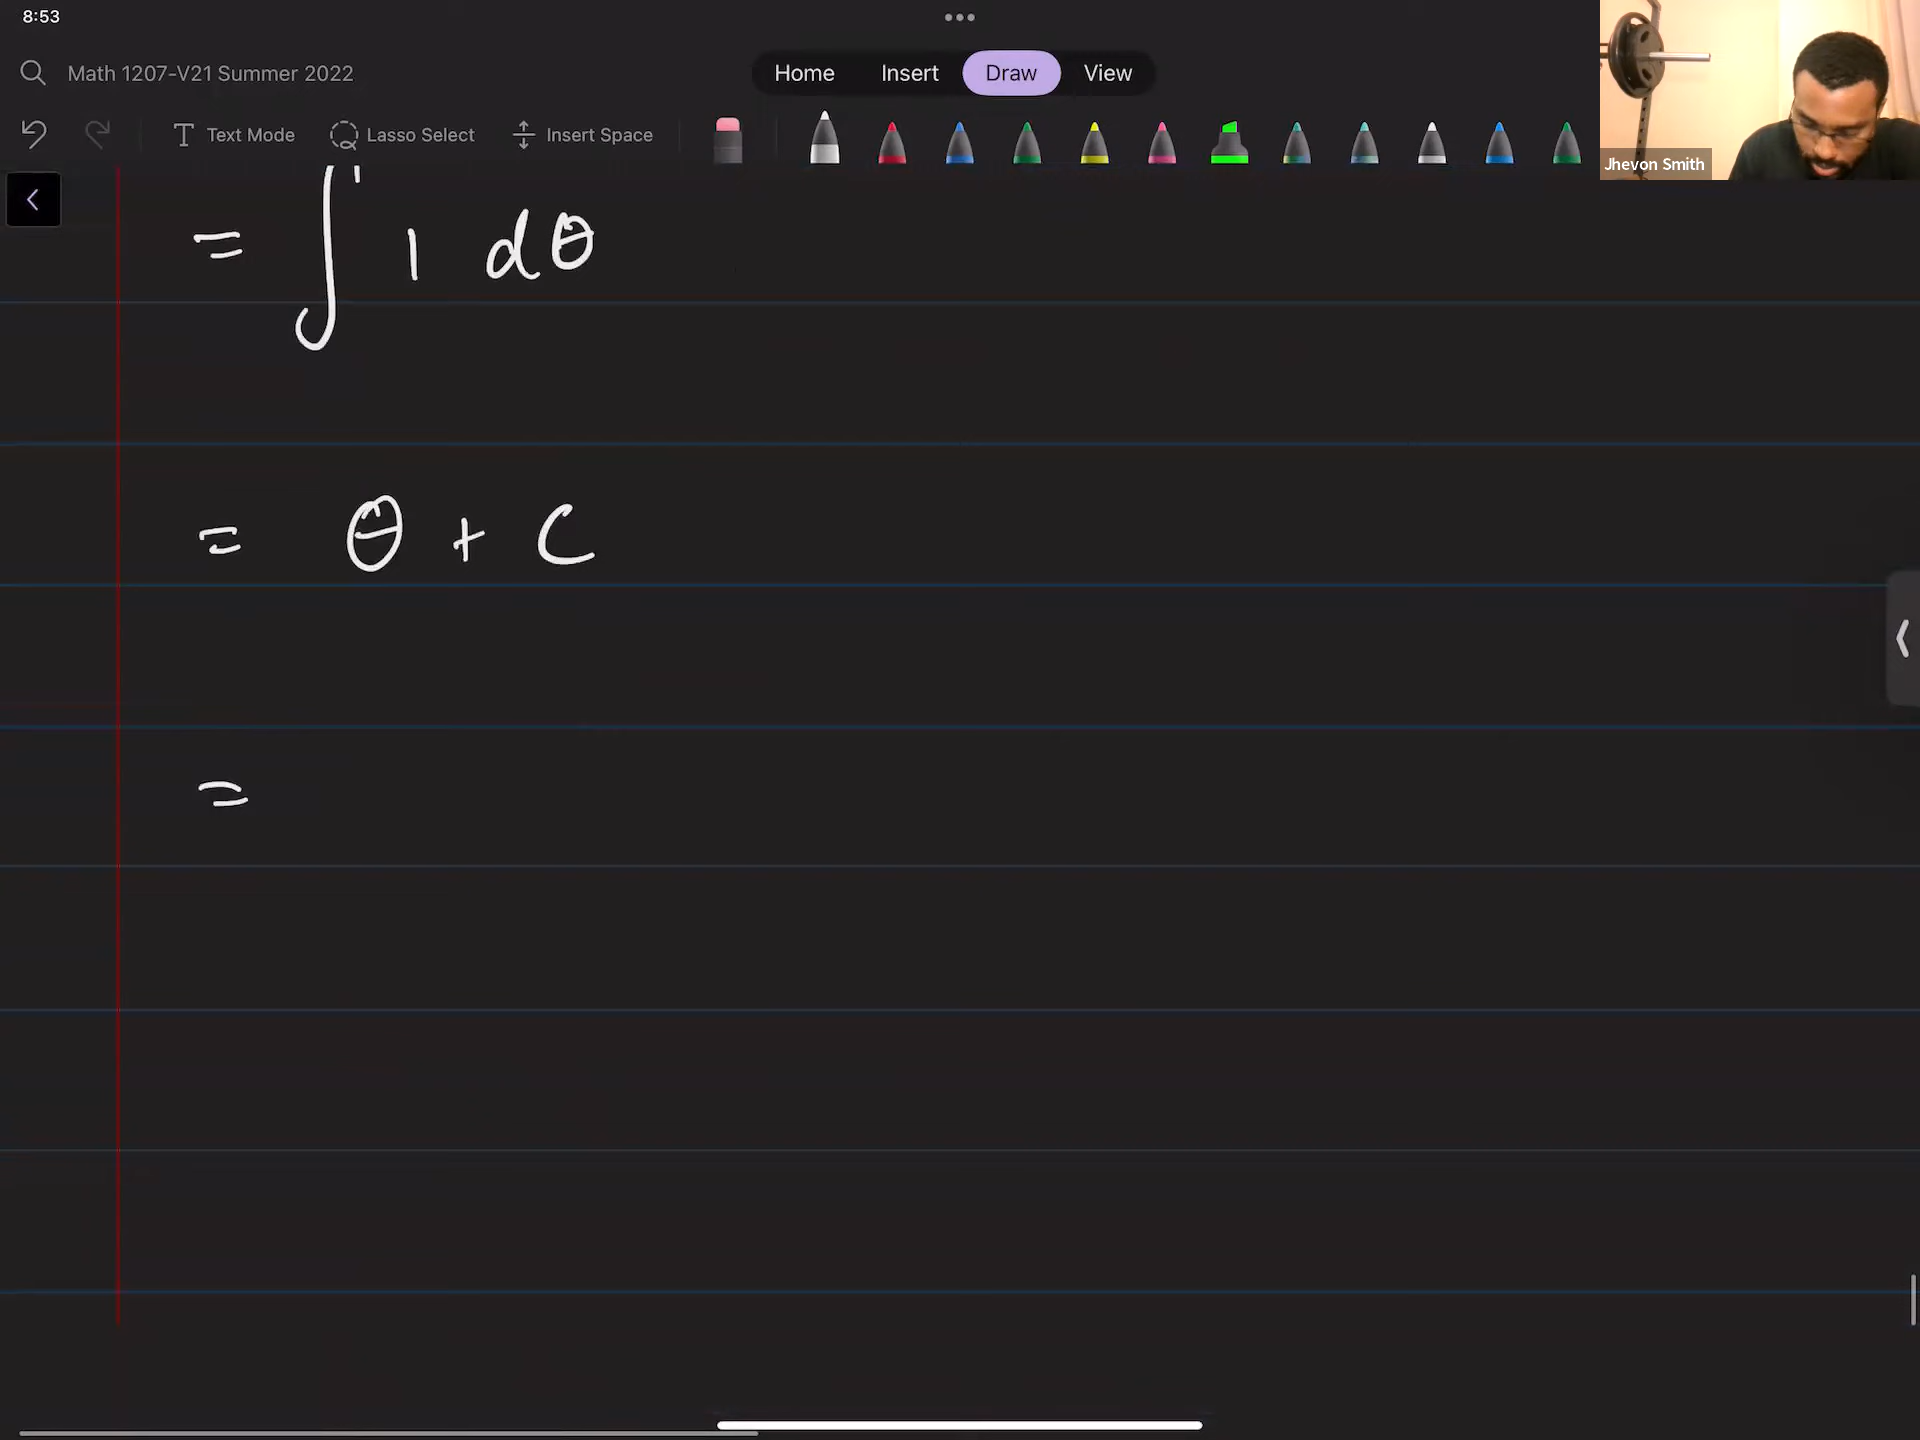 8:53
Math 1207-V21 Summer 2022
Home Insert Draw View
Text Mode Lasso Select Insert Space
Jhevon Smith
= ∫ 1 dθ
= θ + C
=